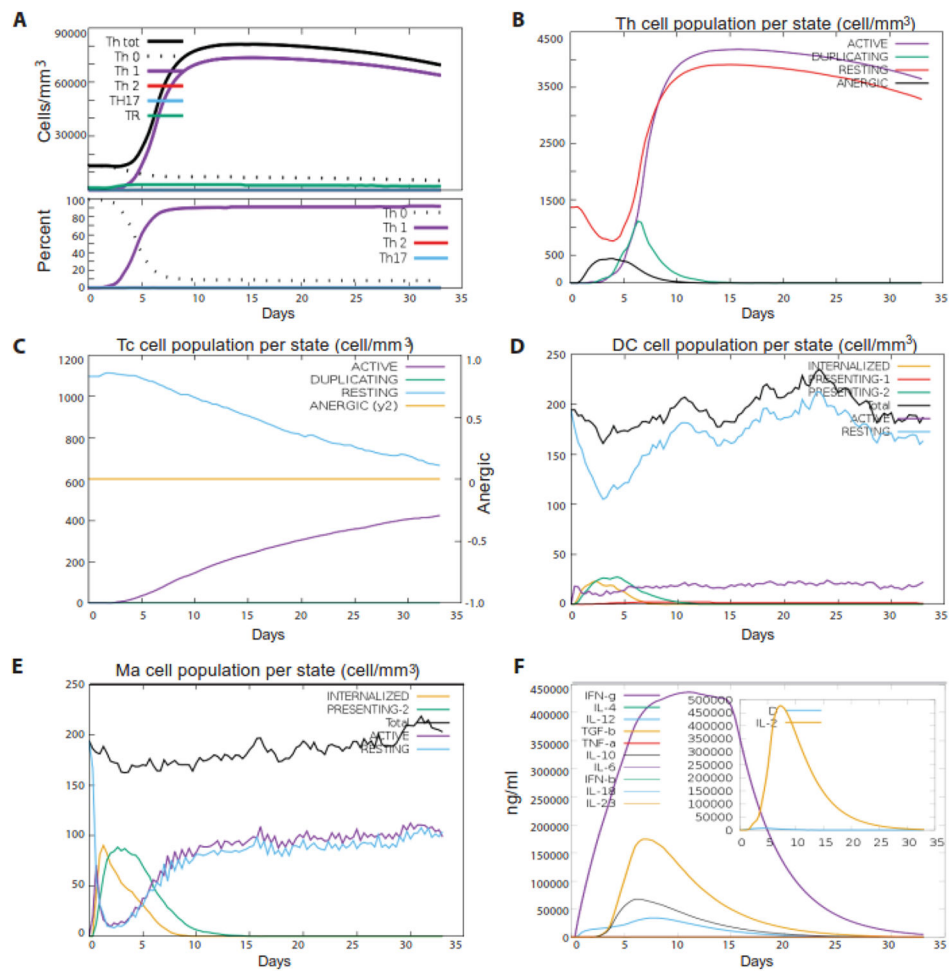 A
90000
60000
30000
Cells/mm³
Th tot
Th 0
Th 1
Th 2
TH17
TR
100
80
60
40
20
0
Percent
Th 0
Th 1
Th 2
Th17
0 5 10 15 20 25 30 35
Days
B
Th cell population per state (cell/mm³)
4500
3500
2500
1500
500
0
ACTIVE
DUPLICATING
RESTING
ANERGIC
0 5 10 15 20 25 30 35
Days
C
Tc cell population per state (cell/mm³)
1200
1000
800
600
400
200
0
ACTIVE
DUPLICATING
RESTING
ANERGIC (y2)
1.0
0.5
0
-0.5
-1.0
Anergic
0 5 10 15 20 25 30 35
Days
D
DC cell population per state (cell/mm³)
250
200
150
100
50
0
INTERNALIZED
PRESENTING-1
PRESENTING-2
Total
ACTIVE
RESTING
0 5 10 15 20 25 30 35
Days
E
Ma cell population per state (cell/mm³)
250
200
150
100
50
0
INTERNALIZED
PRESENTING-2
Total
ACTIVE
RESTING
0 5 10 15 20 25 30 35
Days
F
450000
400000
350000
300000
250000
200000
150000
100000
50000
0
ng/ml
IFN-g
IL-4
IL-12
TGF-b
TNF-a
IL-10
IL-6
IFN-b
IL-18
IL-23
500000
450000
400000
350000
300000
250000
200000
150000
100000
50000
0
D
IL-2
0 5 10 15 20 25 30 35
0 5 10 15 20 25 30 35
Days